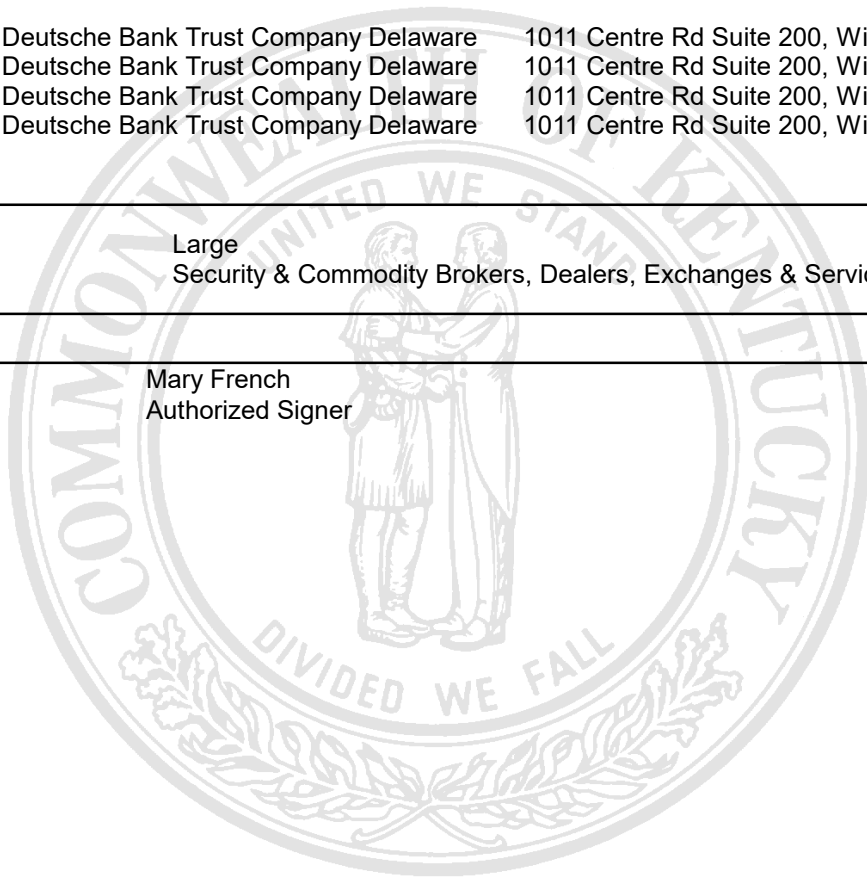 Deutsche Bank Trust Company Delaware 1011 Centre Rd Suite 200, Wi
Deutsche Bank Trust Company Delaware 1011 Centre Rd Suite 200, Wi
Deutsche Bank Trust Company Delaware 1011 Centre Rd Suite 200, Wi
Deutsche Bank Trust Company Delaware 1011 Centre Rd Suite 200, Wi
COMMONWEALTH OF KENTUCKY
UNITED WE STAND
Large
Security & Commodity Brokers, Dealers, Exchanges & Servic
Mary French
Authorized Signer
DIVIDED WE FALL